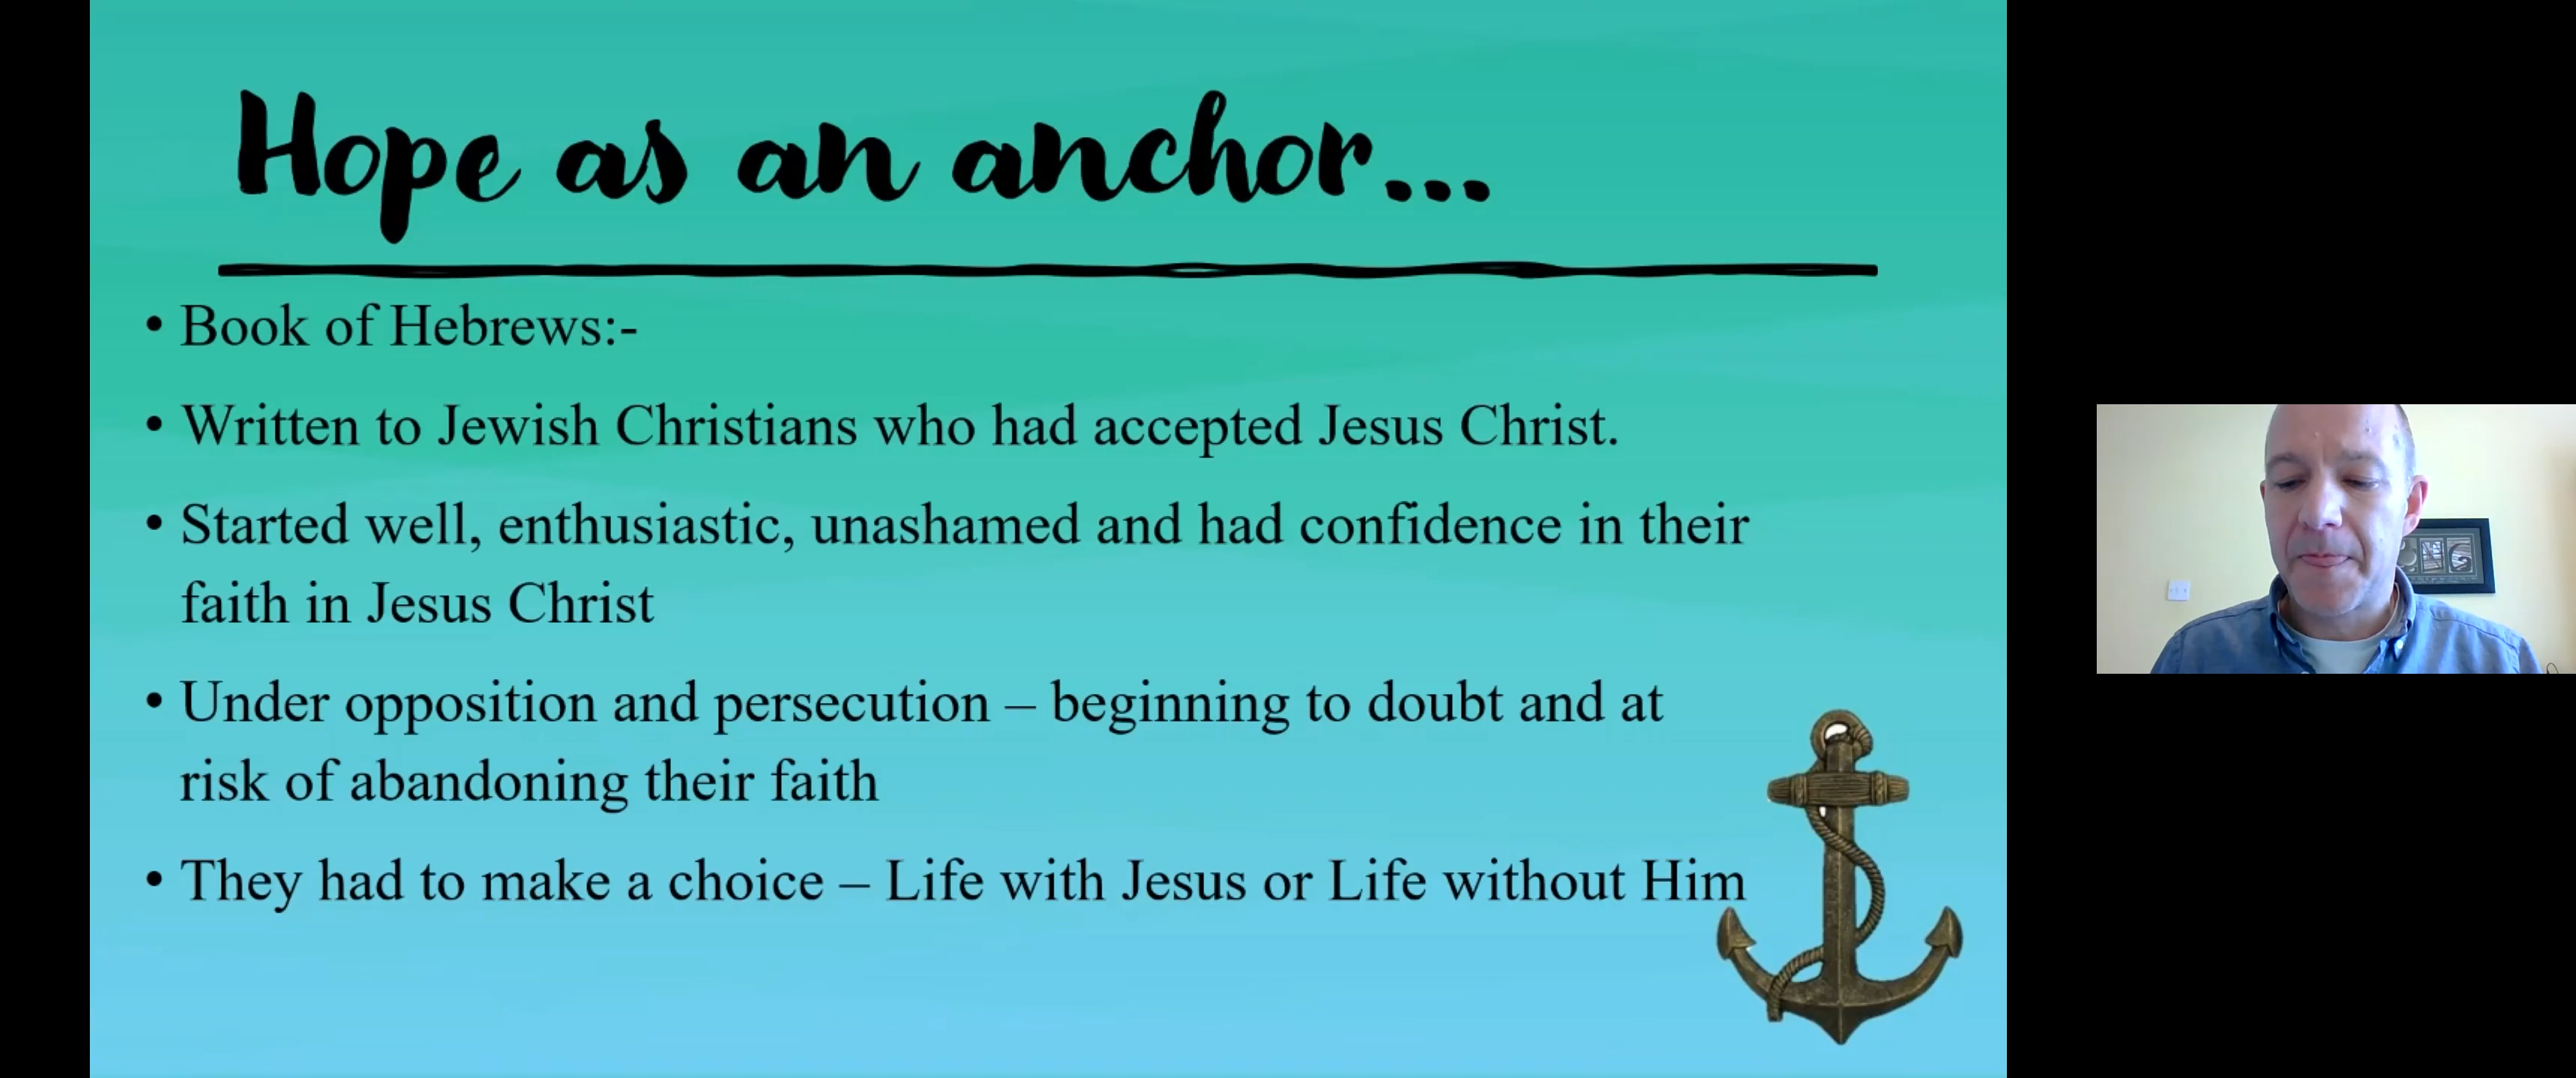 Hope as an anchor...
• Book of Hebrews:-
• Written to Jewish Christians who had accepted Jesus Christ.
• Started well, enthusiastic, unashamed and had confidence in their
faith in Jesus Christ
• Under opposition and persecution – beginning to doubt and at
risk of abandoning their faith
• They had to make a choice – Life with Jesus or Life without Him